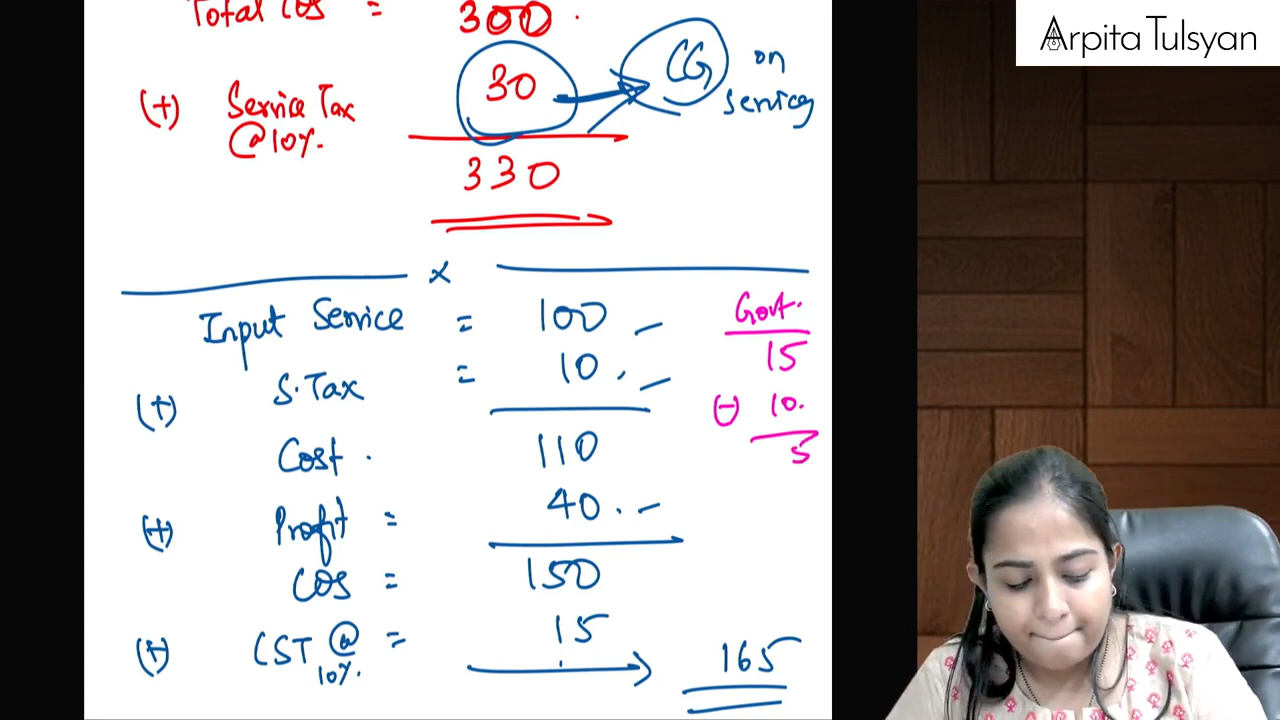 Arpita Tulsyan
Total COS = 300.
30 → CG on services
(+) Service Tax @10%.
330
x
Input Service = 100 –
(+) S.Tax = 10. –
Cost. 110
(+) Profit = 40. –
COS = 150
(+) CST @ 10%. = 15
165
Govt.
15
(-) 10.
5